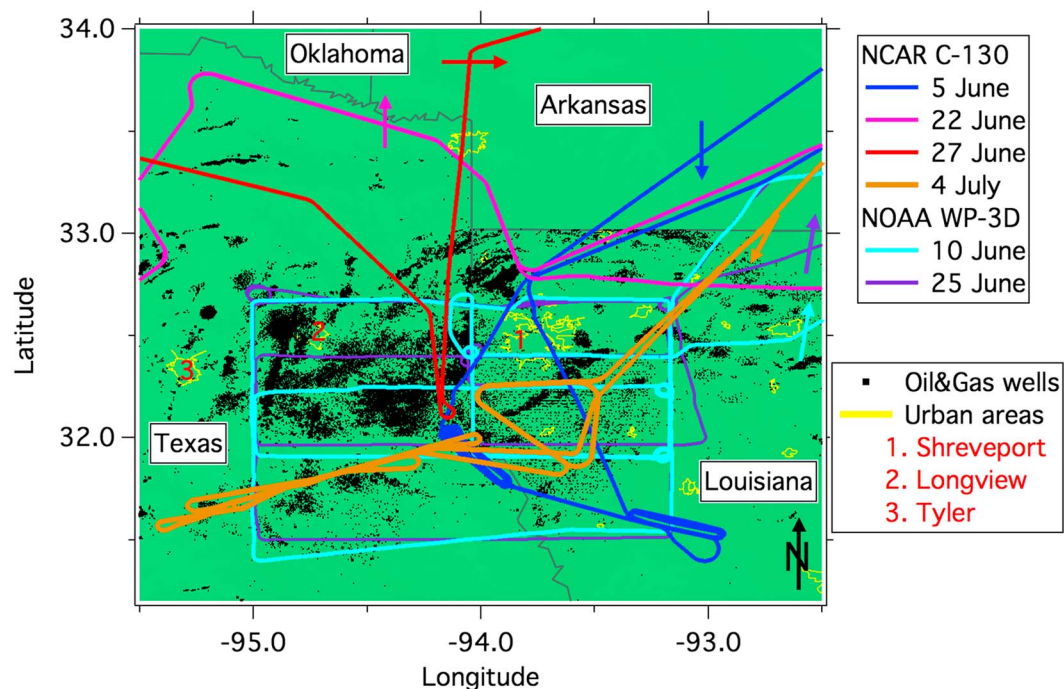 34.0
33.0
32.0
Latitude
-95.0
-94.0
-93.0
Longitude
Oklahoma
Arkansas
Texas
Louisiana
1
2
3
N
NCAR C-130
5 June
22 June
27 June
4 July
NOAA WP-3D
10 June
25 June
Oil&Gas wells
Urban areas
1. Shreveport
2. Longview
3. Tyler